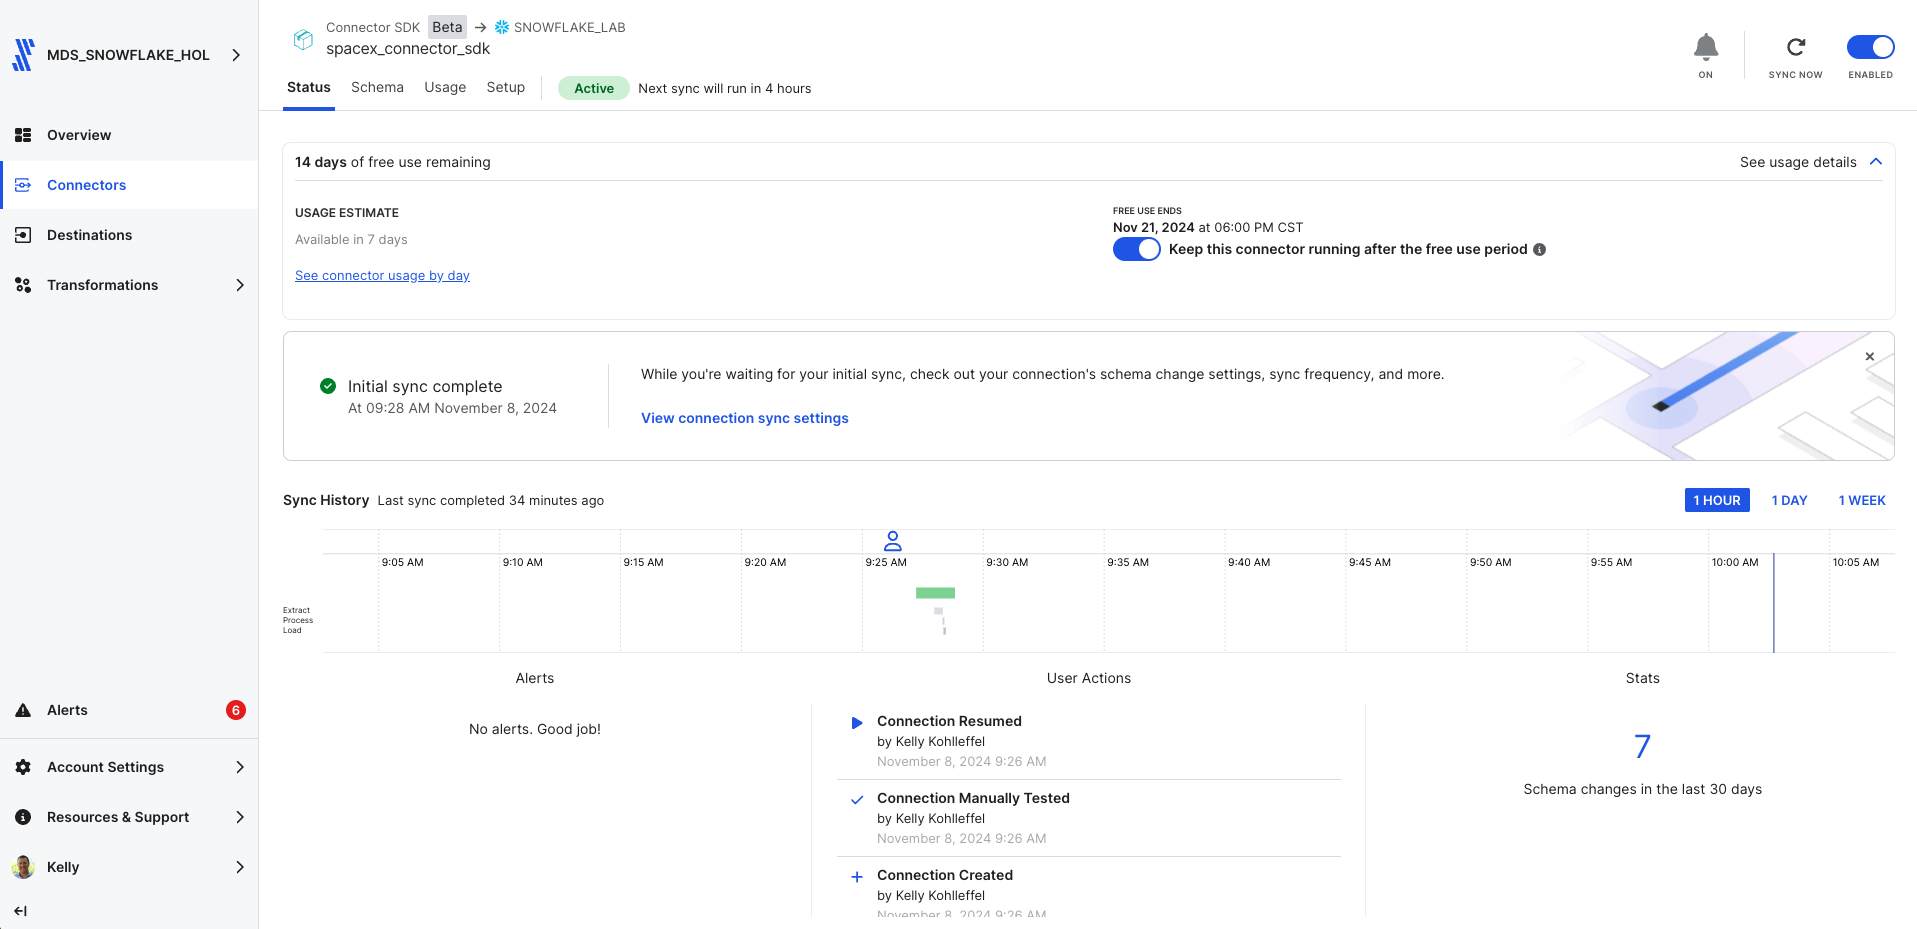 MDS_SNOWFLAKE_HOL
Overview
Connectors
Destinations
Transformations
Alerts
6
Account Settings
Resources & Support
Kelly
Connector SDK Beta → SNOWFLAKE_LAB
spacex_connector_sdk
ON
SYNC NOW
ENABLED
Status Schema Usage Setup Active Next sync will run in 4 hours
14 days of free use remaining
See usage details
USAGE ESTIMATE
Available in 7 days
See connector usage by day
FREE USE ENDS
Nov 21, 2024 at 06:00 PM CST
Keep this connector running after the free use period
Initial sync complete
At 09:28 AM November 8, 2024
While you're waiting for your initial sync, check out your connection's schema change settings, sync frequency, and more.
View connection sync settings
Sync History Last sync completed 34 minutes ago
1 HOUR 1 DAY 1 WEEK
9:05 AM 9:10 AM 9:15 AM 9:20 AM 9:25 AM 9:30 AM 9:35 AM 9:40 AM 9:45 AM 9:50 AM 9:55 AM 10:00 AM 10:05 AM
Extract
Process
Load
Alerts
No alerts. Good job!
User Actions
Connection Resumed
by Kelly Kohlleffel
November 8, 2024 9:26 AM
Connection Manually Tested
by Kelly Kohlleffel
November 8, 2024 9:26 AM
Connection Created
by Kelly Kohlleffel
November 8, 2024 9:26 AM
Stats
7
Schema changes in the last 30 days